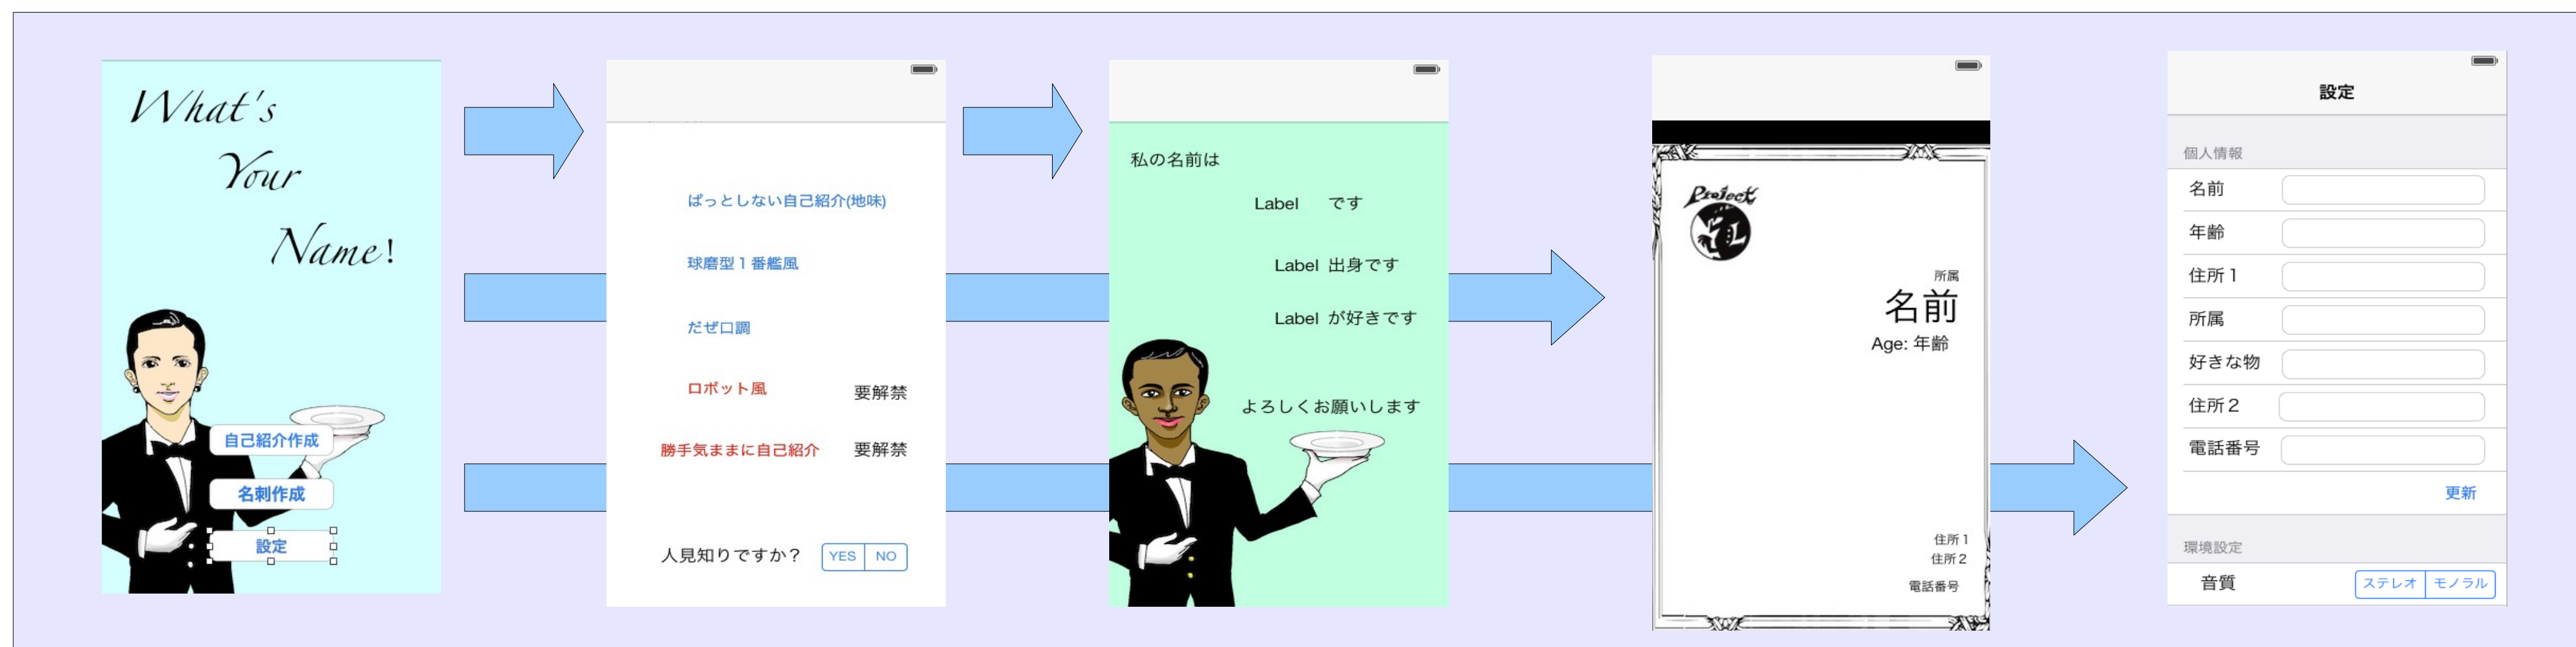 What's
Your
Name!
自己紹介作成
名刺作成
設定
ぱっとしない自己紹介(地味)
球磨型１番艦風
だぜ口調
ロボット風 要解禁
勝手気ままに自己紹介 要解禁
人見知りですか？ YES NO
私の名前は
Label です
Label 出身です
Label が好きです
よろしくお願いします
Project
所属
名前
Age: 年齢
住所１
住所２
電話番号
設定
個人情報
名前
年齢
住所１
所属
好きな物
住所２
電話番号
更新
環境設定
音質 ステレオ モノラル